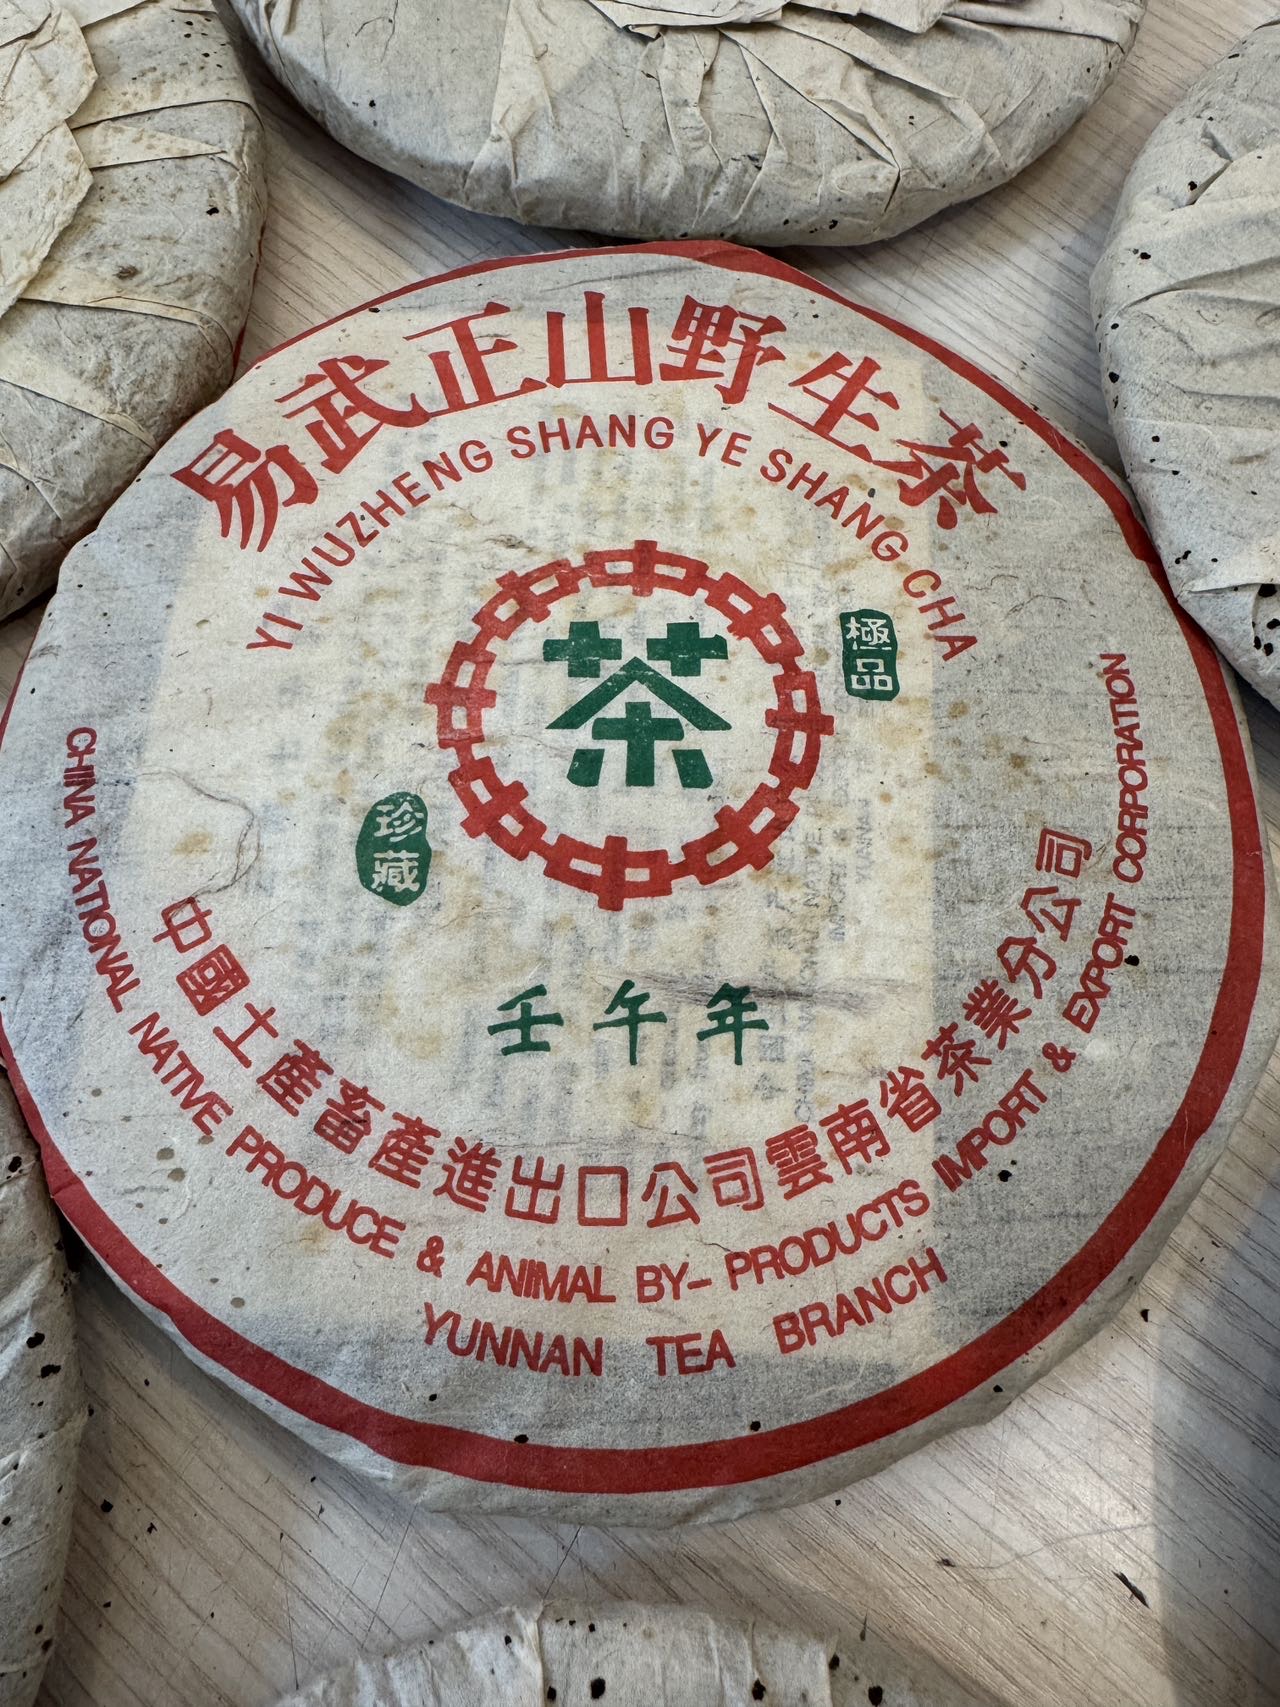 易武正山野生茶
YI WUZHENG SHANG YE SHANG CHA
茶
極品
珍藏
壬午年
中國土產畜產進出口公司雲南省茶業分公司
CHINA NATIONAL NATIVE PRODUCE & ANIMAL BY-PRODUCTS IMPORT & EXPORT CORPORATION
YUNNAN TEA BRANCH